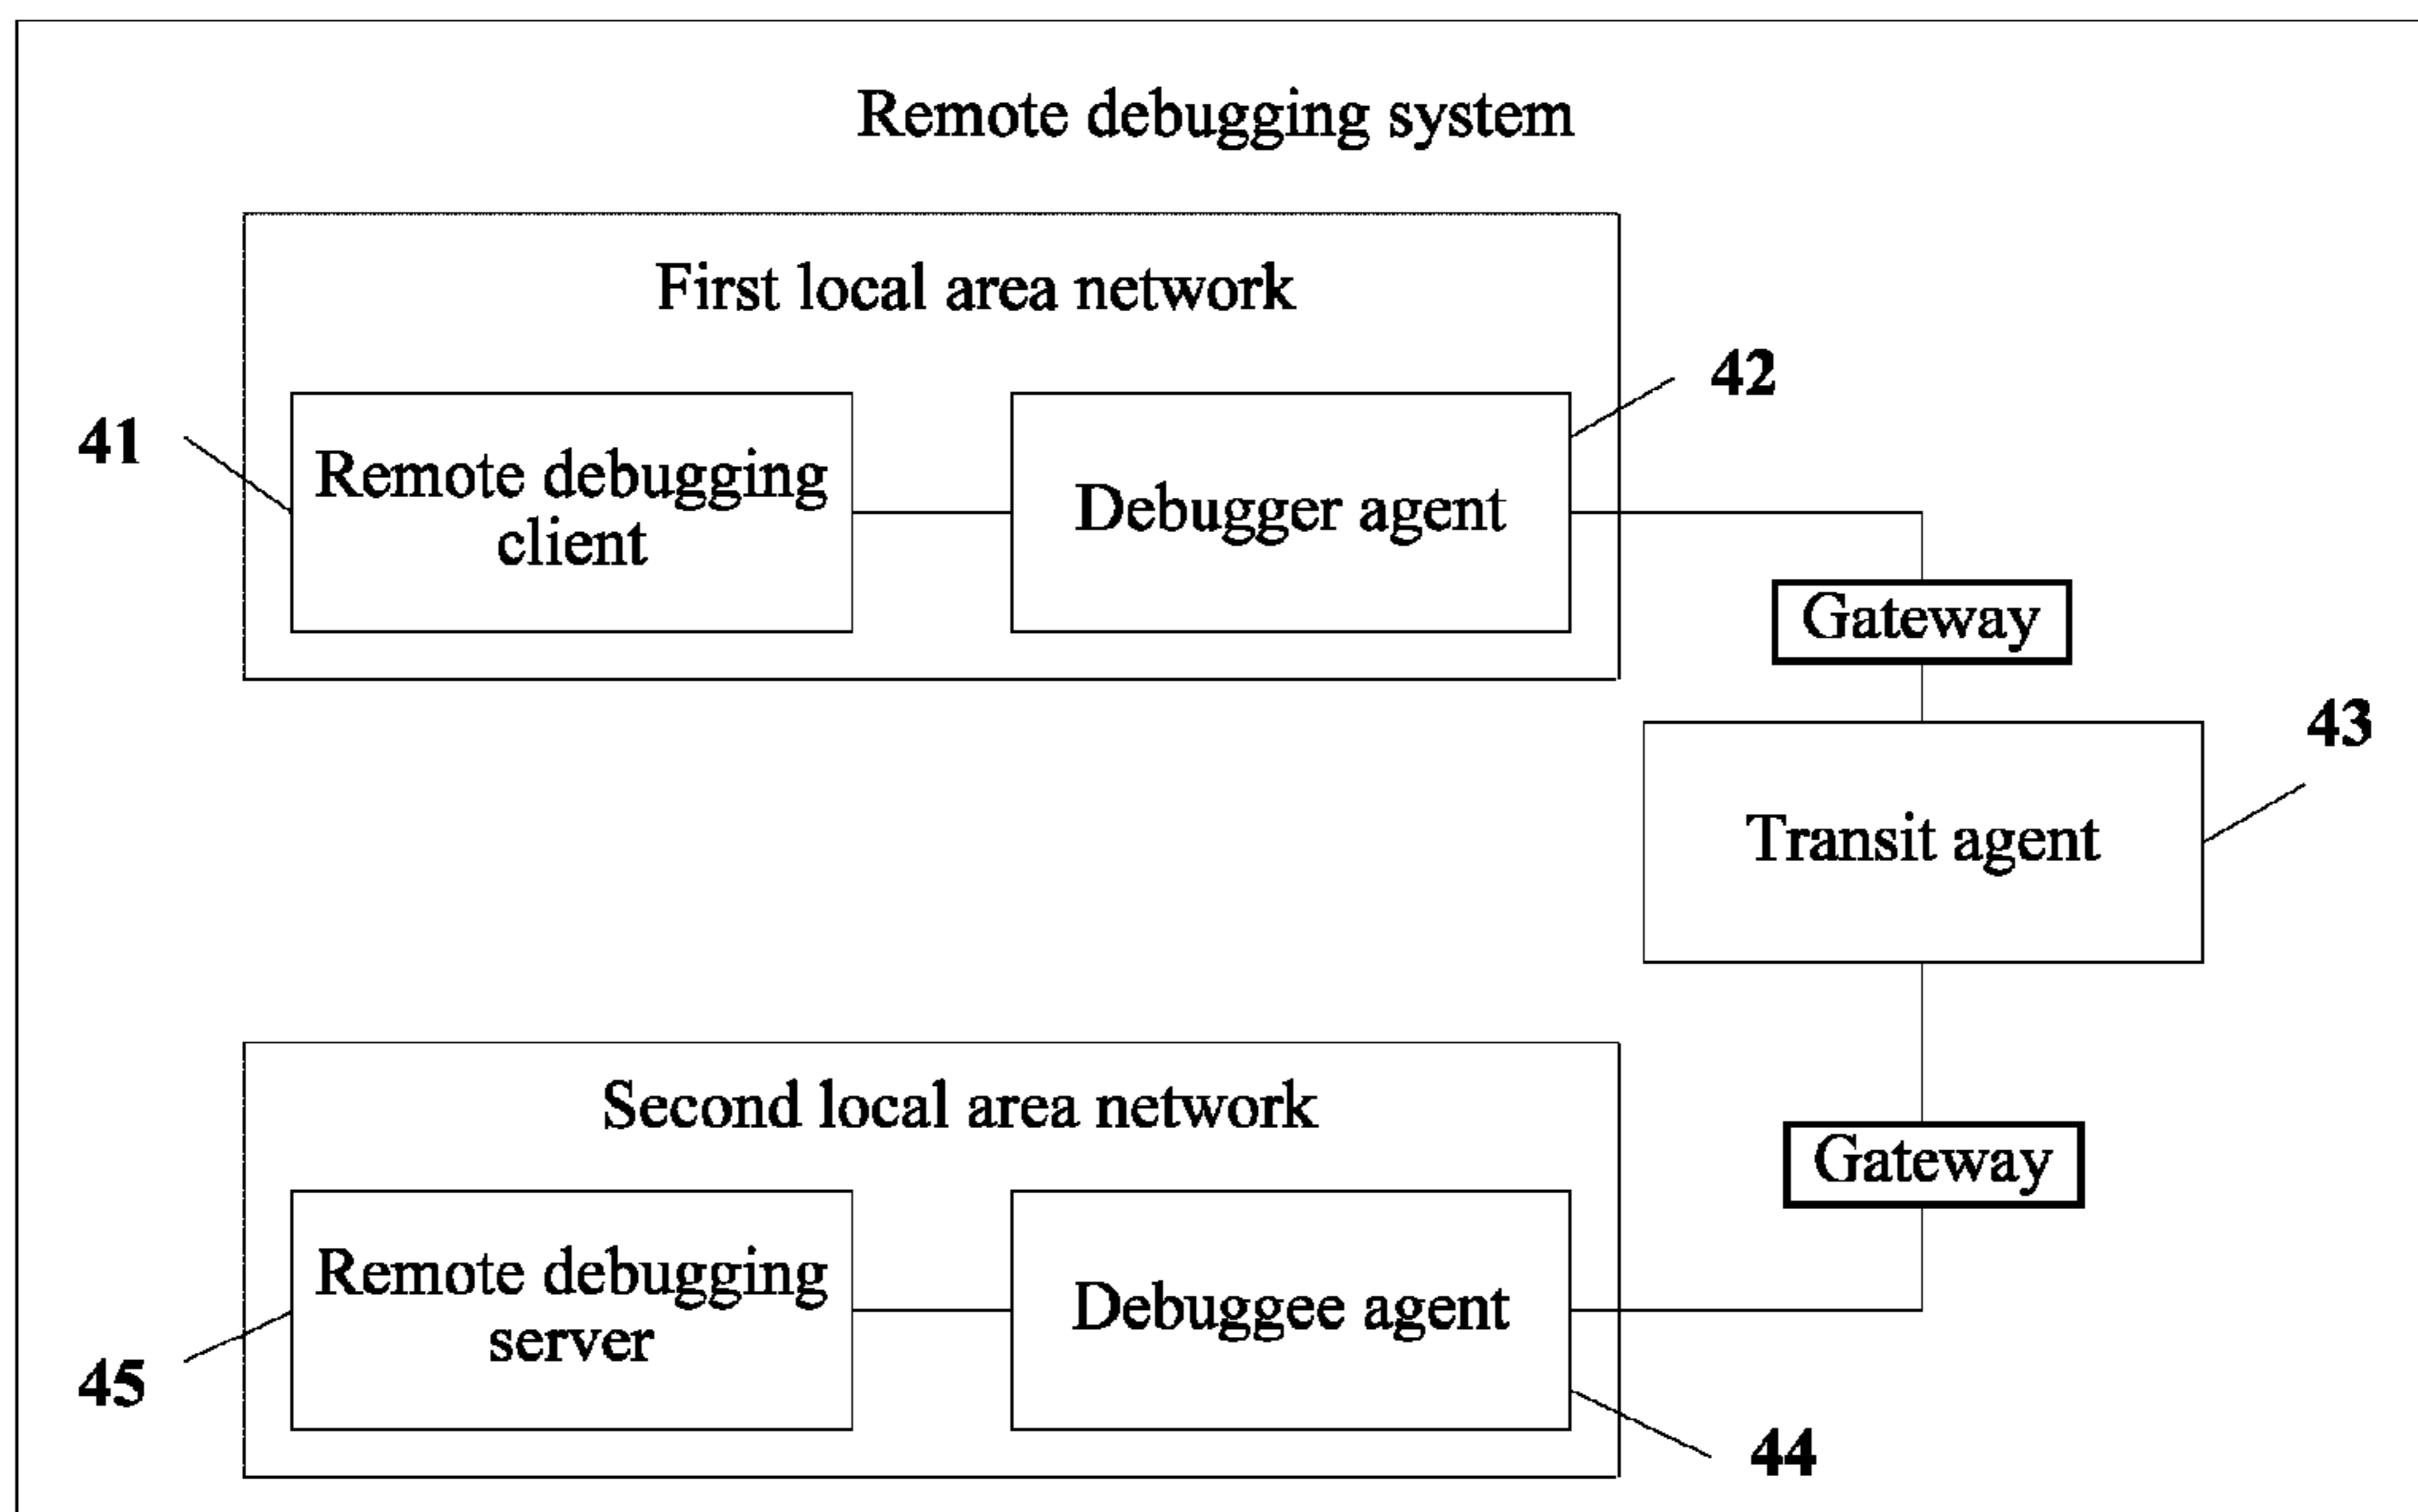 Remote debugging system
First local area network
42
41
Remote debugging
client
Debugger agent
Gateway
43
Transit agent
Second local area network
Gateway
Remote debugging
server
Debuggee agent
45
44